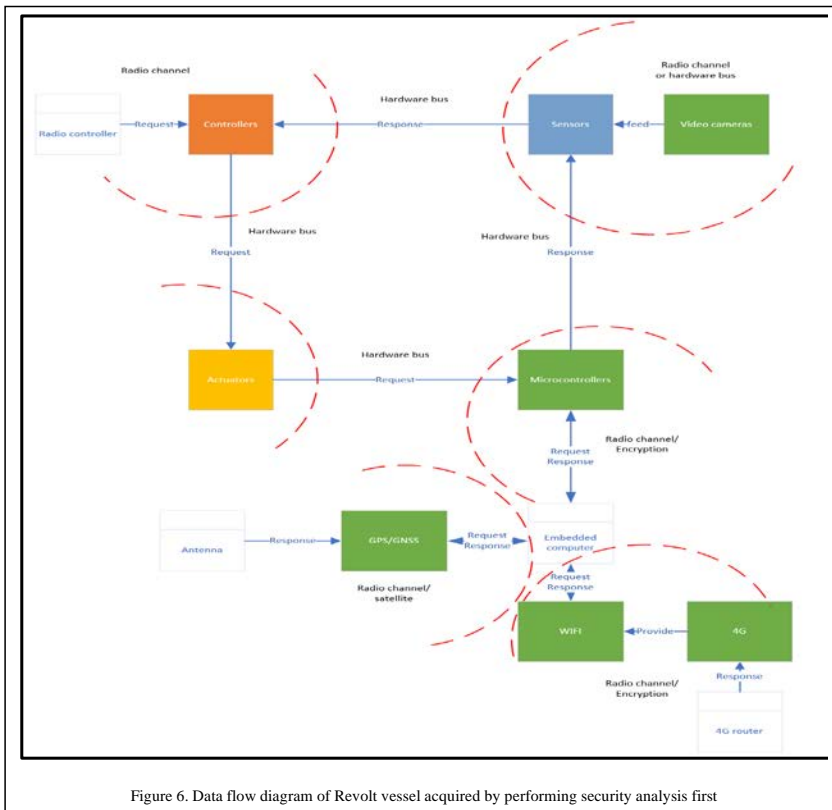 Radio channel
Radio channel
or hardware bus
Hardware bus
Radio controller
Request
Controllers
Response
Sensors
feed
Video cameras
Hardware bus
Request
Hardware bus
Response
Actuators
Hardware bus
Request
Microcontrollers
Radio channel/
Encryption
Request
Response
Antenna
Response
GPS/GNSS
Request
Response
Embedded
computer
Radio channel/
satellite
Request
Response
WIFI
Provide
4G
Radio channel/
Encryption
Response
4G router
Figure 6. Data flow diagram of Revolt vessel acquired by performing security analysis first